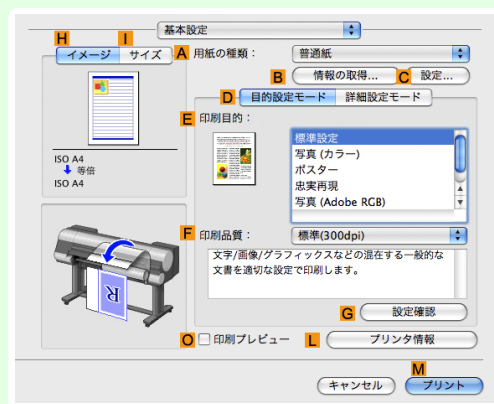 基本設定
H
I
イメージ
サイズ
A
用紙の種類：
普通紙
B
情報の取得...
C
設定...
D
目的設定モード
詳細設定モード
E
印刷目的：
標準設定
写真 (カラー)
ポスター
忠実再現
写真 (Adobe RGB)
ISO A4
等倍
ISO A4
F
印刷品質：
標準(300dpi)
文字/画像/グラフィックスなどの混在する一般的な
文書を適切な設定で印刷します。
R
G
設定確認
O
印刷プレビュー
L
プリンタ情報
M
キャンセル
プリント